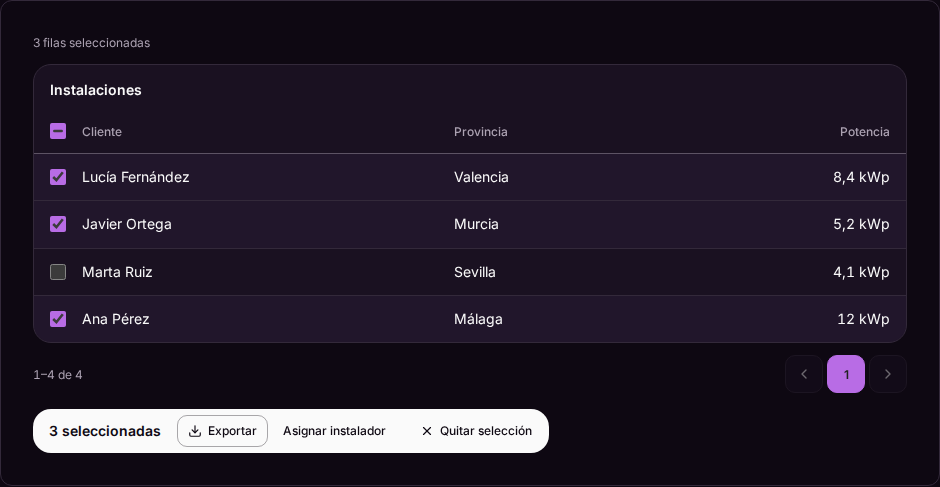 3 filas seleccionadas
Instalaciones
Cliente Provincia Potencia
Lucía Fernández Valencia 8,4 kWp
Javier Ortega Murcia 5,2 kWp
Marta Ruiz Sevilla 4,1 kWp
Ana Pérez Málaga 12 kWp
1–4 de 4 1
3 seleccionadas Exportar Asignar instalador Quitar selección